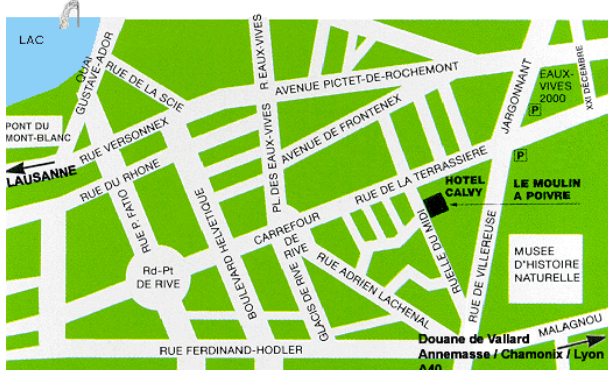 LAC
QUAI
GUSTAVE-ADOR
RUE DE LA SCIE
R EAUX-VIVES
AVENUE PICTET-DE-ROCHEMONT
JARGONNANT
EAUX-
VIVES
2000
XXI DECEMBRE
P
PONT DU
MONT-BLANC
RUE VERSONNEX
AVENUE DE FRONTENEX
P
LAUSANNE
RUE DU RHONE
PL DES EAUX-VIVES
RUE DE LA TERRASSIERE
HOTEL
CALVY
LE MOULIN
A POIVRE
RUE P FATIO
BOULEVARD HELVETIQUE
CARREFOUR
DE
RIVE
RUELLE DU MIDI
RUE DE VILLEREUSE
MUSEE
D'HISTOIRE
NATURELLE
Rd-Pt
DE RIVE
GLACIS DE RIVE
RUE ADRIEN LACHENAL
MALAGNOU
RUE FERDINAND-HODLER
Douane de Vallard
Annemasse / Chamonix / Lyon
A40